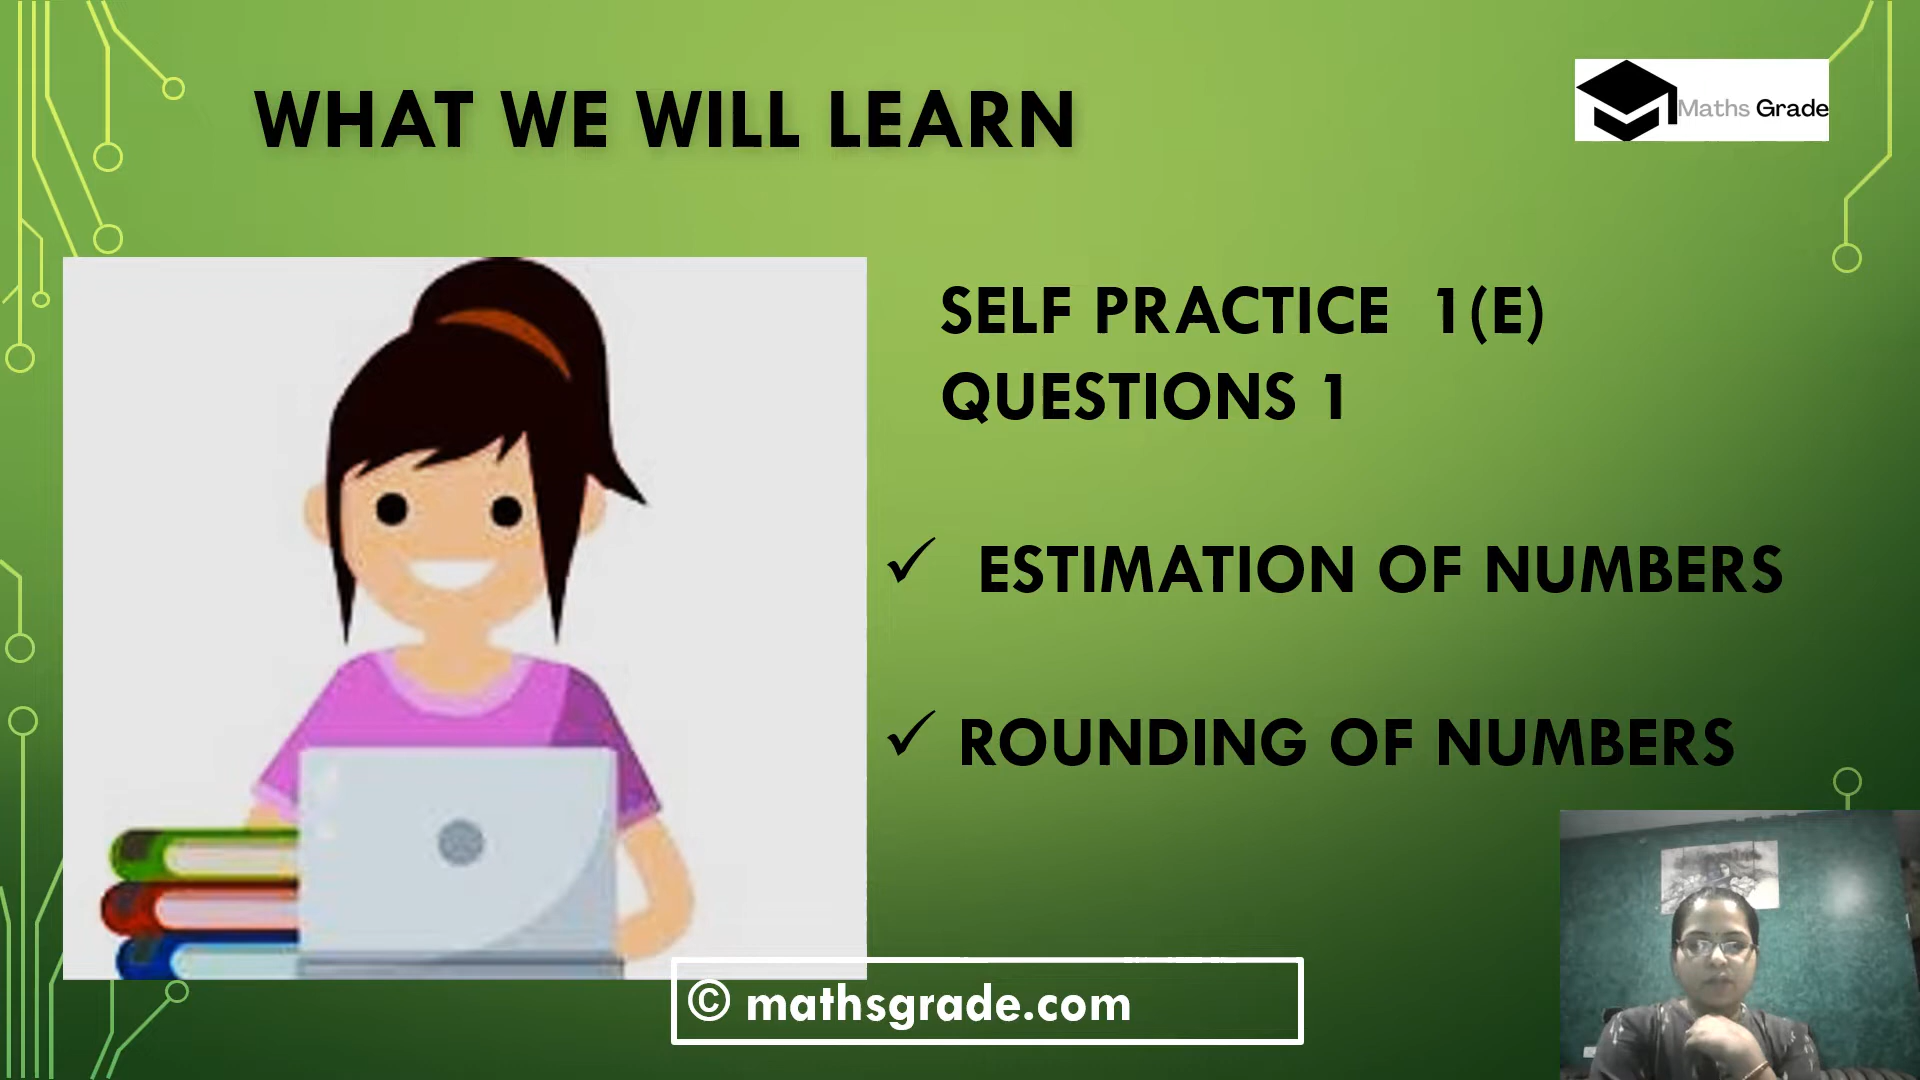 WHAT WE WILL LEARN
Maths Grade
SELF PRACTICE 1(E)
QUESTIONS 1
✓ ESTIMATION OF NUMBERS
✓ ROUNDING OF NUMBERS
© mathsgrade.com